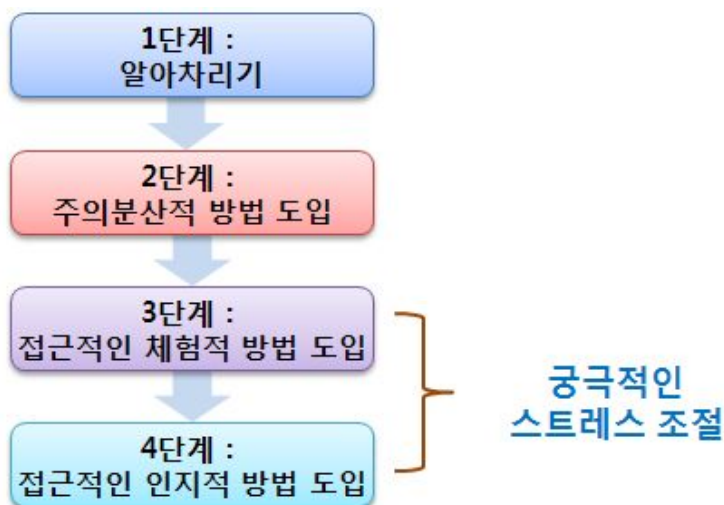 1단계 :
알아차리기
2단계 :
주의분산적 방법 도입
3단계 :
접근적인 체험적 방법 도입
4단계 :
접근적인 인지적 방법 도입
궁극적인
스트레스 조절